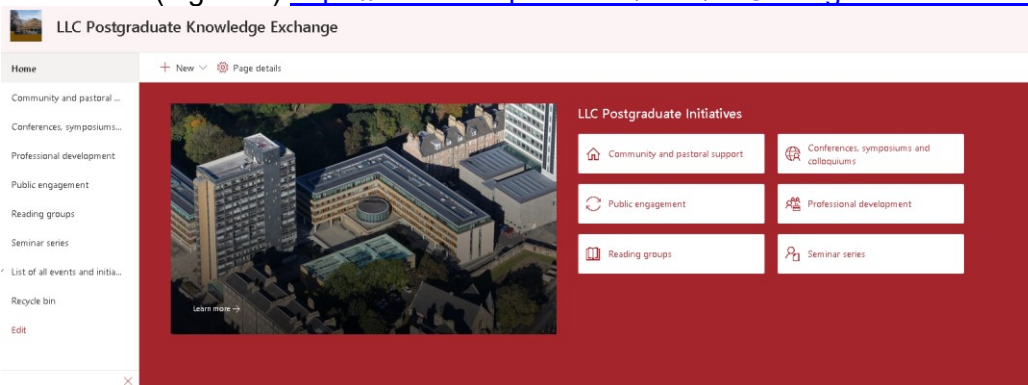 LLC Postgraduate Knowledge Exchange
Home
+ New Page details
Community and pastoral ...
Conferences, symposiums...
Professional development
Public engagement
Reading groups
Seminar series
List of all events and initia...
Recycle bin
Edit
Learn more →
LLC Postgraduate Initiatives
Community and pastoral support
Conferences, symposiums and
colloquiums
Public engagement
Professional development
Reading groups
Seminar series